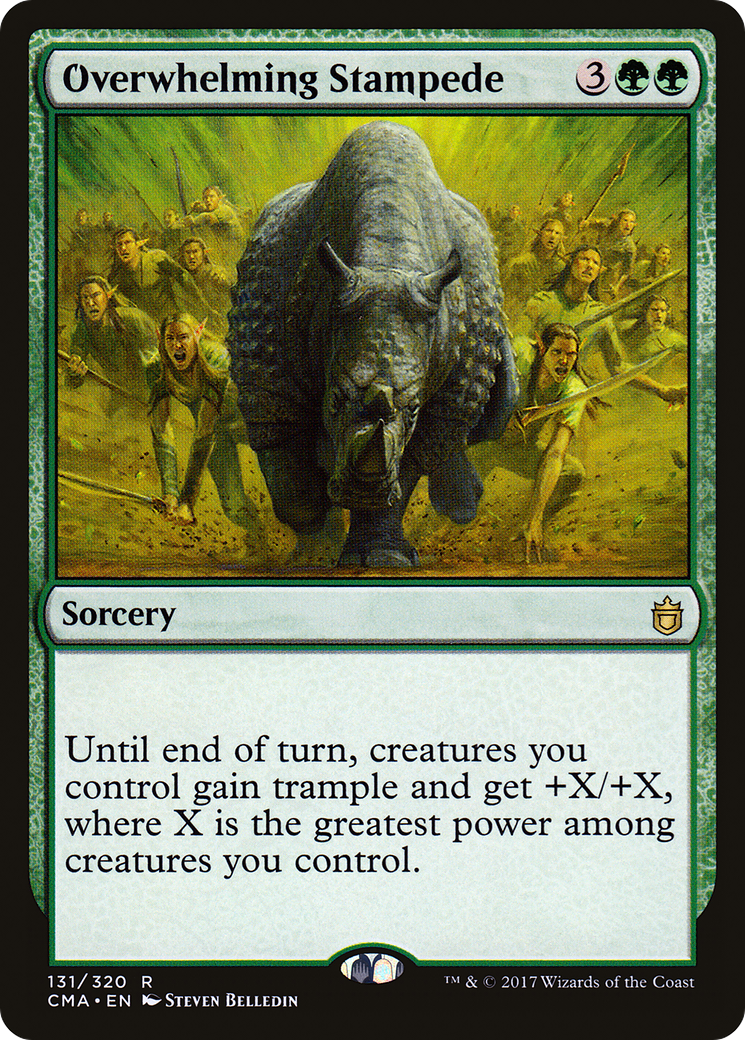 Overwhelming Stampede 3
Sorcery
Until end of turn, creatures you
control gain trample and get +X/+X,
where X is the greatest power among
creatures you control.
131/320 R
CMA • EN Steven Belledin
™ & © 2017 Wizards of the Coast